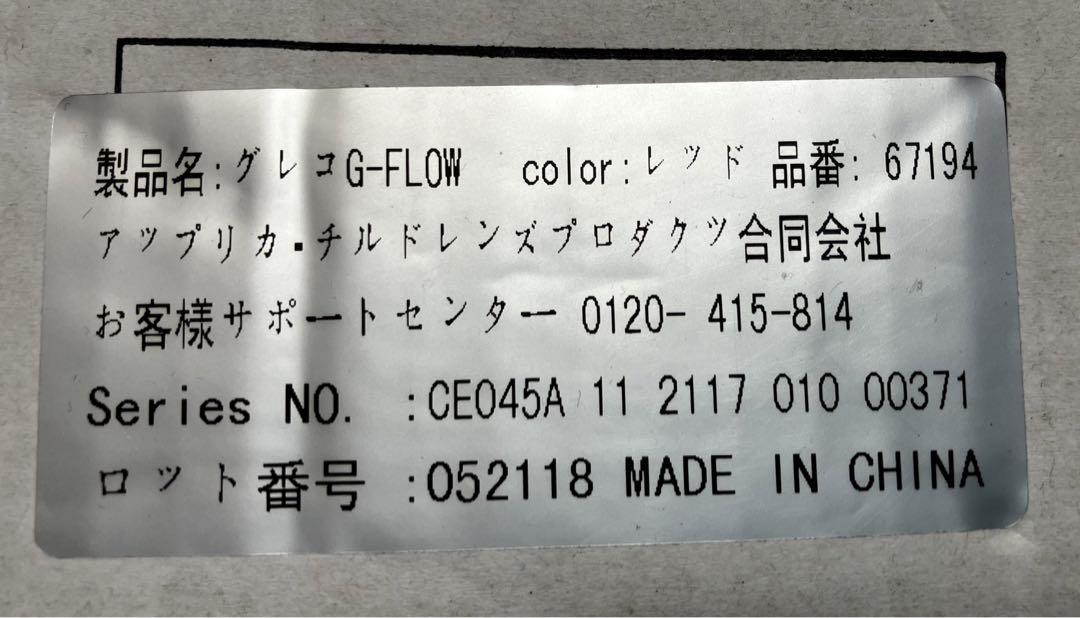 製品名:グレコG-FLOW color:レッド 品番: 67194
アップリカ・チルドレンズプロダクツ合同会社
お客様サポートセンター 0120- 415-814
Series NO. :CE045A 11 2117 010 00371
ロット番号 :052118 MADE IN CHINA